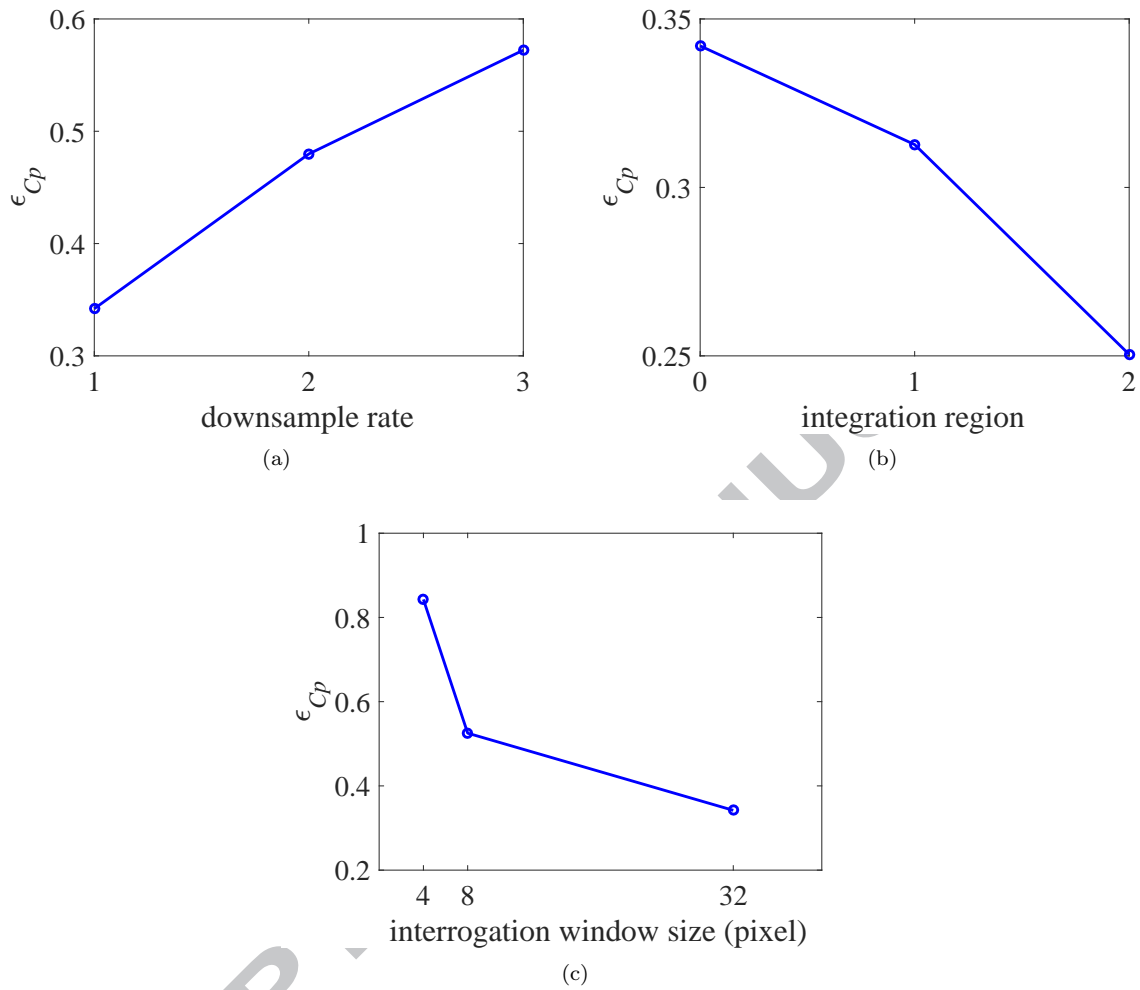 0.6
0.5
0.4
0.3
ϵCp
1 2 3
downsample rate
(a)
0.35
0.3
0.25
ϵCp
0 1 2
integration region
(b)
1
0.8
0.6
0.4
0.2
ϵCp
4 8 32
interrogation window size (pixel)
(c)